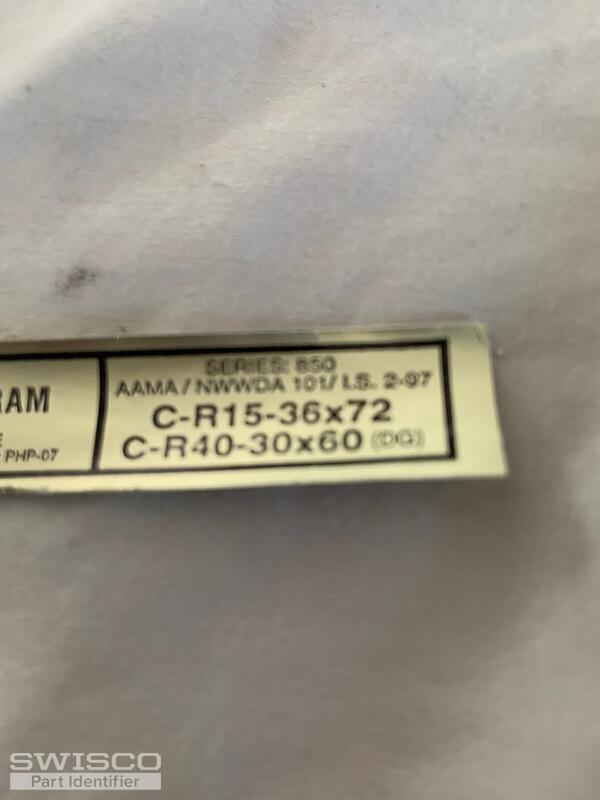 RAM
E
PHP-07
SERIES: 850
AAMA / NWWDA 101/ I.S. 2-97
C-R15-36x72
C-R40-30x60 (DG)
SWISCO
Part Identifier